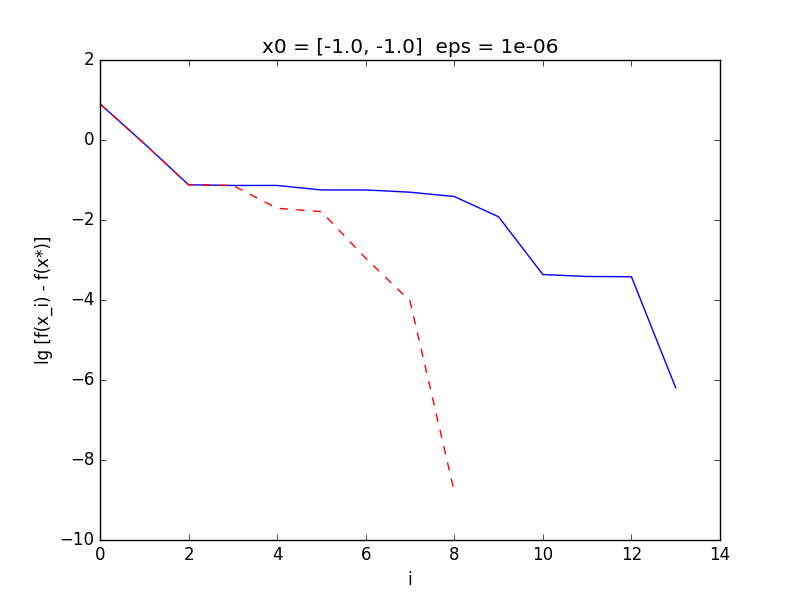 x0 = [-1.0, -1.0]  eps = 1e-06
2
0
−2
−4
−6
−8
−10
lg [f(x_i) - f(x*)]
0 2 4 6 8 10 12 14
i